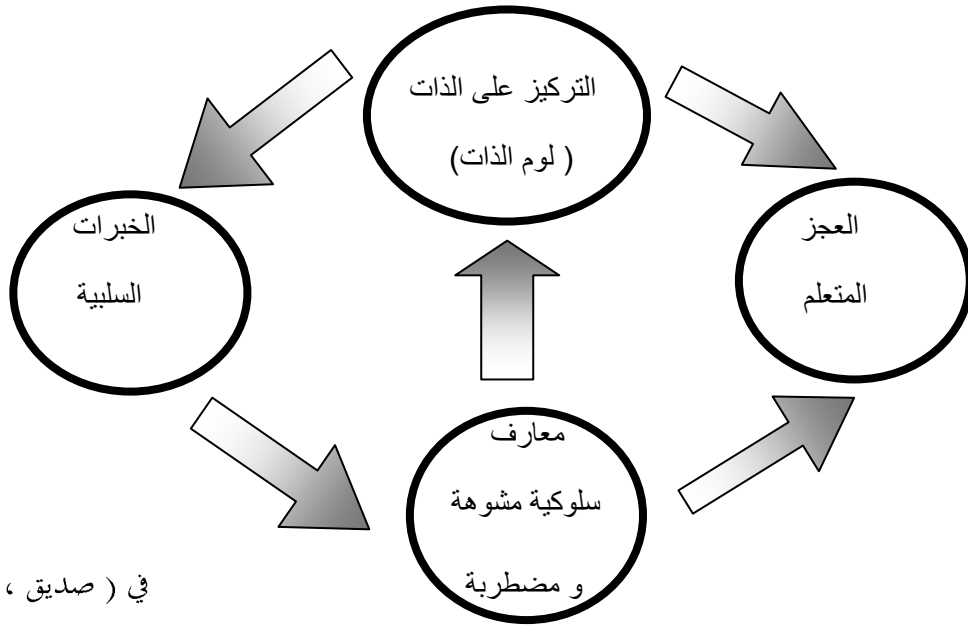 التركيز على الذات
( لوم الذات)
العجز
المتعلم
الخبرات
السلبية
معارف
سلوكية مشوهة
و مضطربة
في ( صديق ،